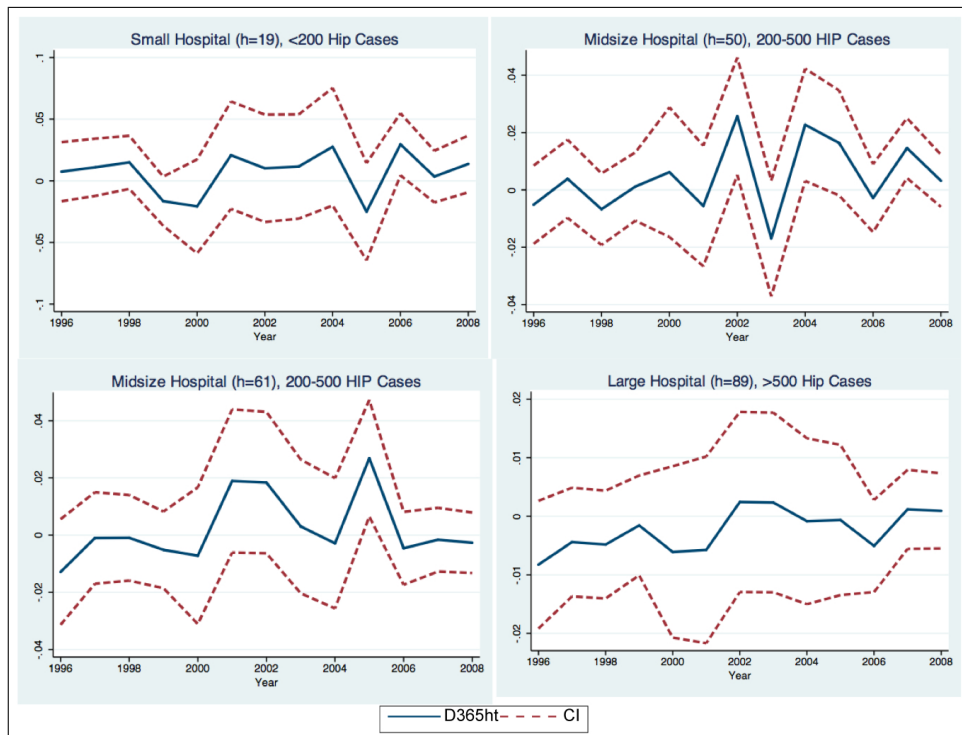 Small Hospital (h=19), <200 Hip Cases
.1
.05
0
-.05
-.1
1996 1998 2000 2002 2004 2006 2008
Year
Midsize Hospital (h=50), 200-500 HIP Cases
.04
.02
0
-.02
-.04
1996 1998 2000 2002 2004 2006 2008
Year
Midsize Hospital (h=61), 200-500 HIP Cases
.04
.02
0
-.02
-.04
1996 1998 2000 2002 2004 2006 2008
Year
Large Hospital (h=89), >500 Hip Cases
.02
.01
0
-.01
-.02
1996 1998 2000 2002 2004 2006 2008
Year
D365ht CI